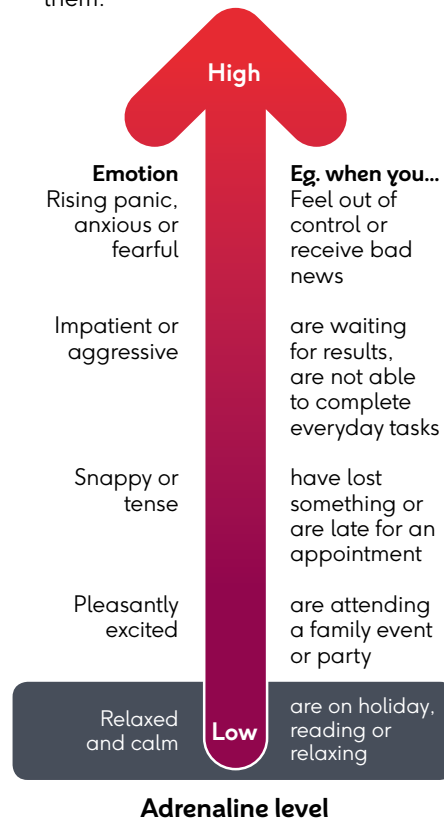 them.
High
Emotion
Rising panic,
anxious or
fearful
Eg. when you...
Feel out of
control or
receive bad
news
Impatient or
aggressive
are waiting
for results,
are not able
to complete
everyday tasks
Snappy or
tense
have lost
something or
are late for an
appointment
Pleasantly
excited
are attending
a family event
or party
Relaxed
and calm
Low
are on holiday,
reading or
relaxing
Adrenaline level